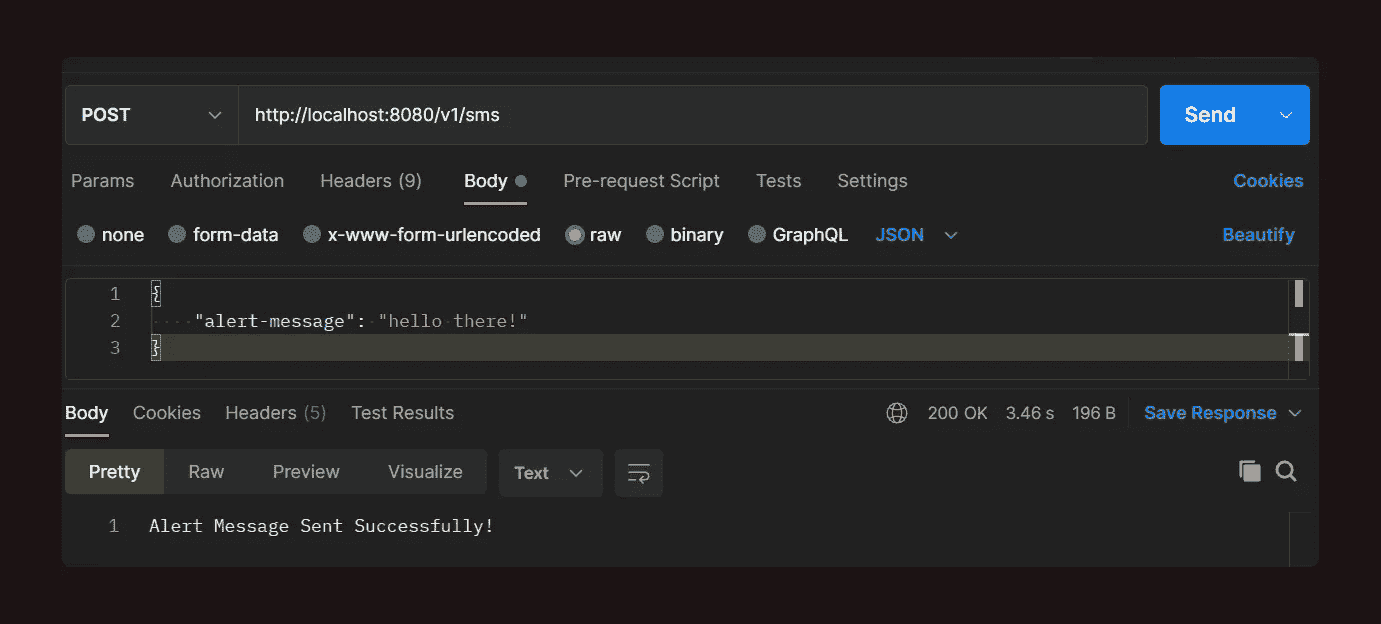 POST http://localhost:8080/v1/sms Send
Params Authorization Headers (9) Body Pre-request Script Tests Settings Cookies
none form-data x-www-form-urlencoded raw binary GraphQL JSON Beautify
1 {
2 "alert-message": "hello there!"
3 }
Body Cookies Headers (5) Test Results 200 OK 3.46 s 196 B Save Response
Pretty Raw Preview Visualize Text
1 Alert Message Sent Successfully!